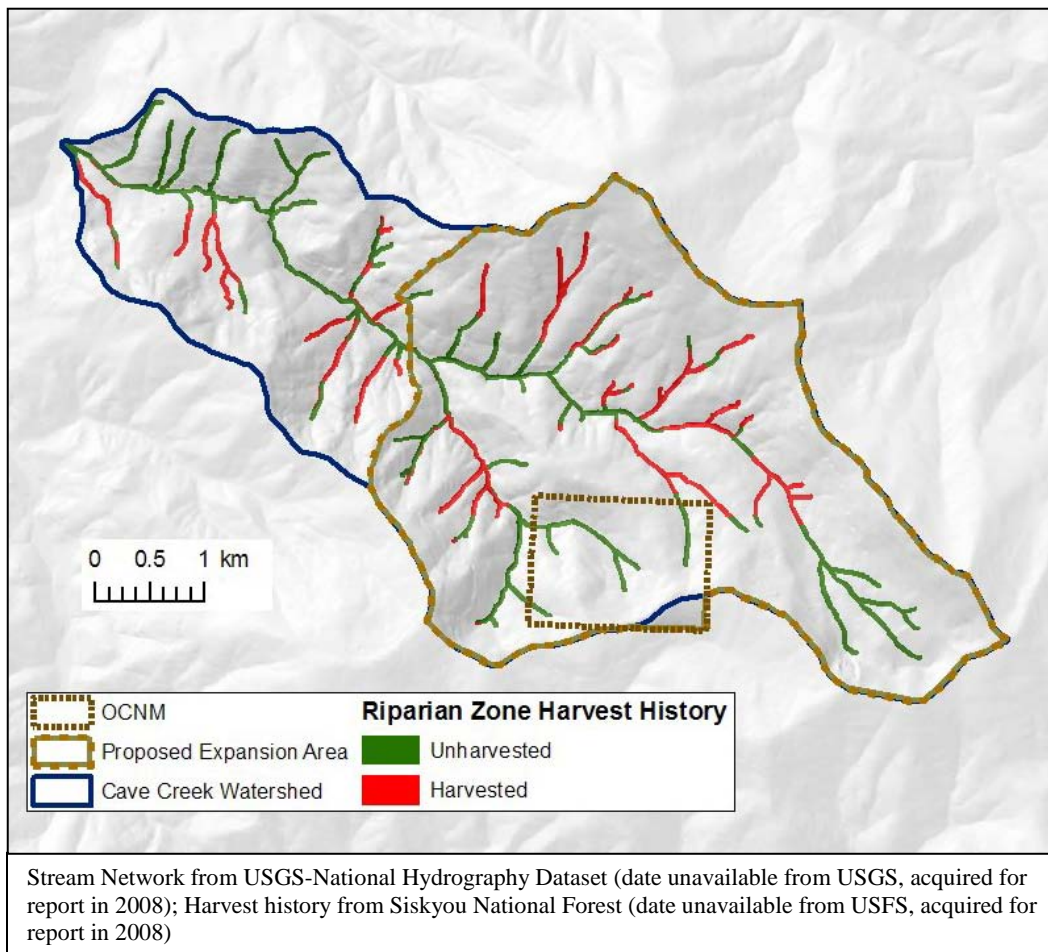 0 0.5 1 km
OCNM
Proposed Expansion Area
Cave Creek Watershed
Riparian Zone Harvest History
Unharvested
Harvested
Stream Network from USGS-National Hydrography Dataset (date unavailable from USGS, acquired for
report in 2008); Harvest history from Siskyou National Forest (date unavailable from USFS, acquired for
report in 2008)